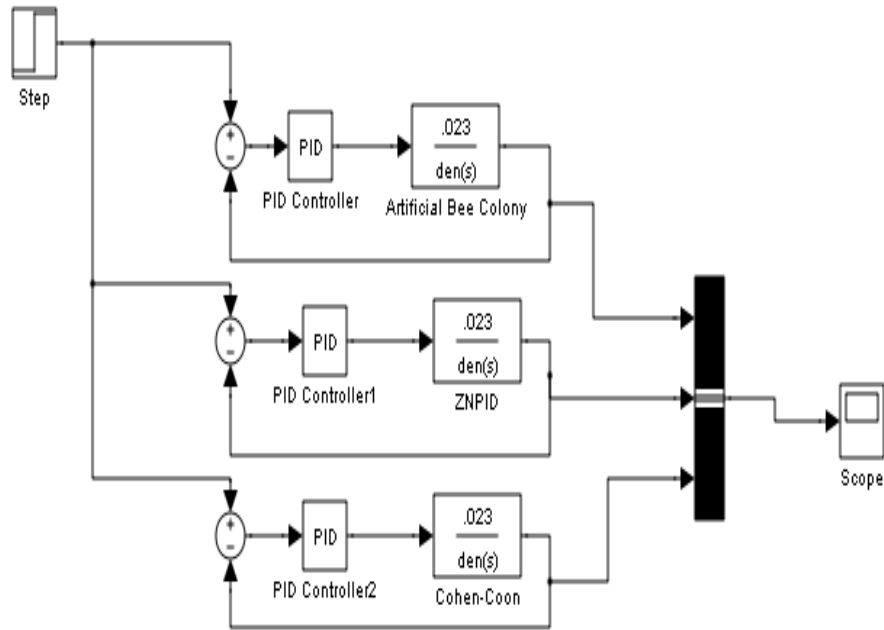 Step
+
−
PID
PID Controller
.023
den(s)
Artificial Bee Colony
+
−
PID
PID Controller1
.023
den(s)
ZNPID
+
−
PID
PID Controller2
.023
den(s)
Cohen-Coon
Scope